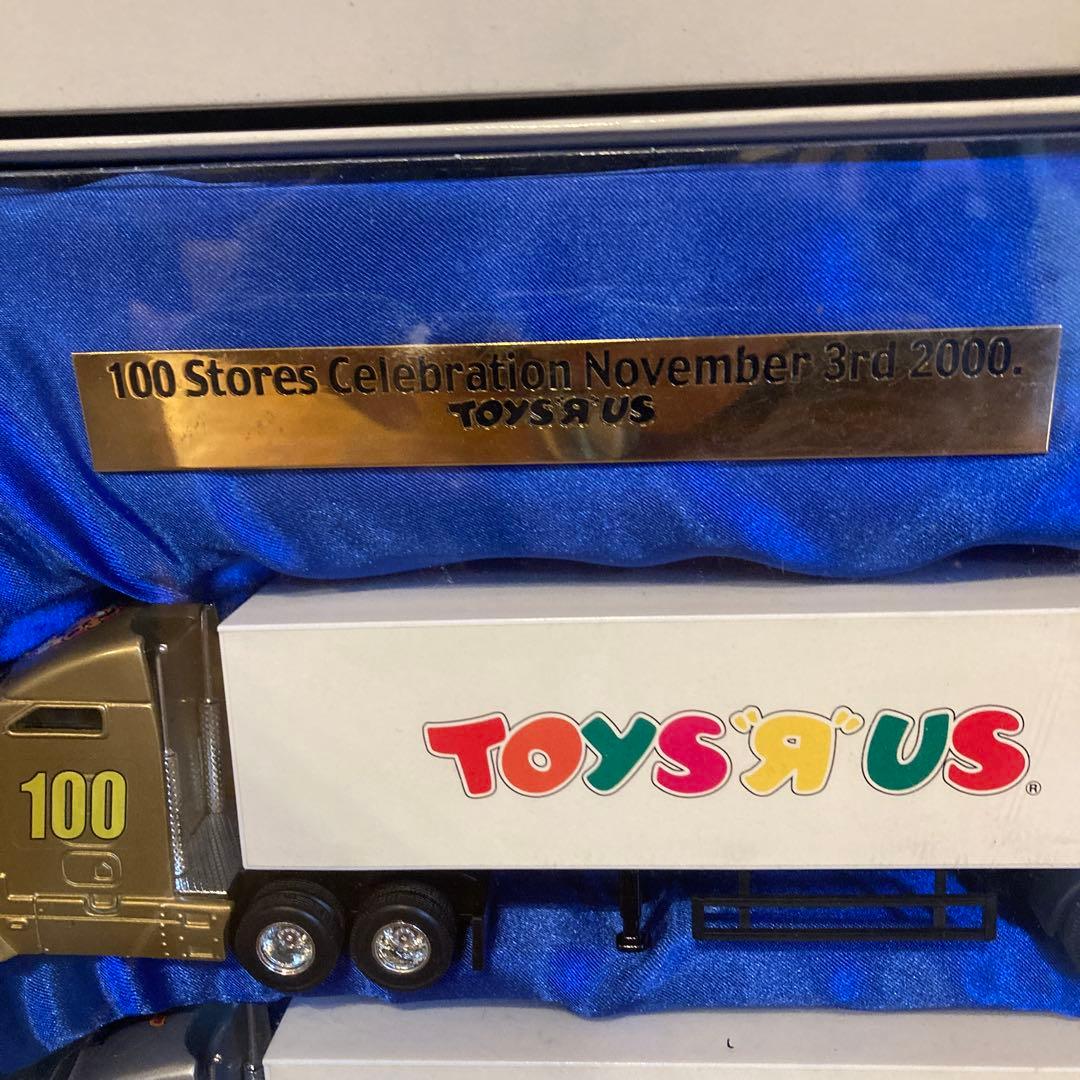 100 Stores Celebration November 3rd 2000.
TOYS"R"US
100
TOYS"R"US®